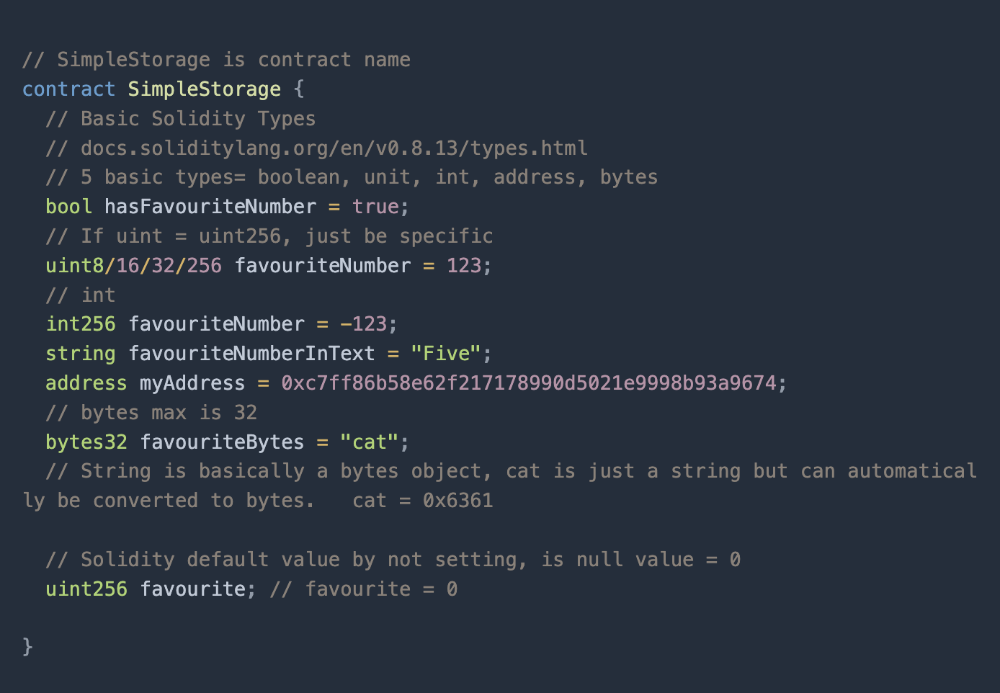 // SimpleStorage is contract name
contract SimpleStorage {
  // Basic Solidity Types
  // docs.soliditylang.org/en/v0.8.13/types.html
  // 5 basic types= boolean, unit, int, address, bytes
  bool hasFavouriteNumber = true;
  // If uint = uint256, just be specific
  uint8/16/32/256 favouriteNumber = 123;
  // int
  int256 favouriteNumber = -123;
  string favouriteNumberInText = "Five";
  address myAddress = 0xc7ff86b58e62f217178990d5021e9998b93a9674;
  // bytes max is 32
  bytes32 favouriteBytes = "cat";
  // String is basically a bytes object, cat is just a string but can automatical
ly be converted to bytes.   cat = 0x6361
  // Solidity default value by not setting, is null value = 0
  uint256 favourite; // favourite = 0
}